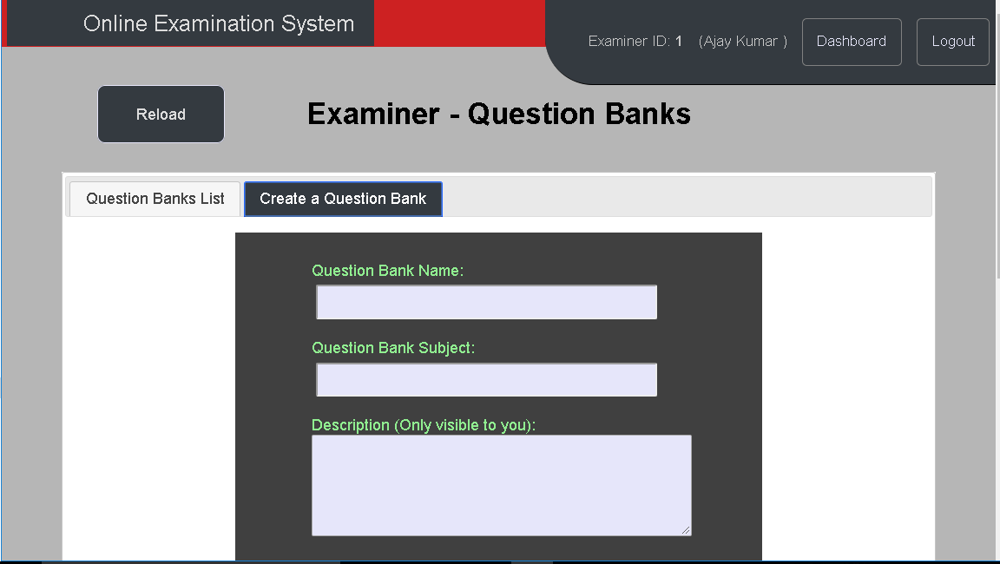 Online Examination System
Examiner ID: 1 (Ajay Kumar )
Dashboard
Logout
Reload
Examiner - Question Banks
Question Banks List
Create a Question Bank
Question Bank Name:
Question Bank Subject:
Description (Only visible to you):